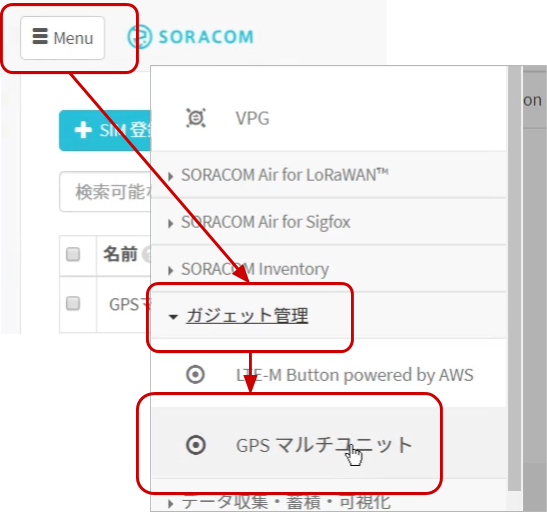 Menu
SORACOM
SIM 登
検索可能
名前
GPS
on
VPG
SORACOM Air for LoRaWAN™
SORACOM Air for Sigfox
SORACOM Inventory
ガジェット管理
LTE-M Button powered by AWS
GPS マルチユニット
データ収集・蓄積・可視化